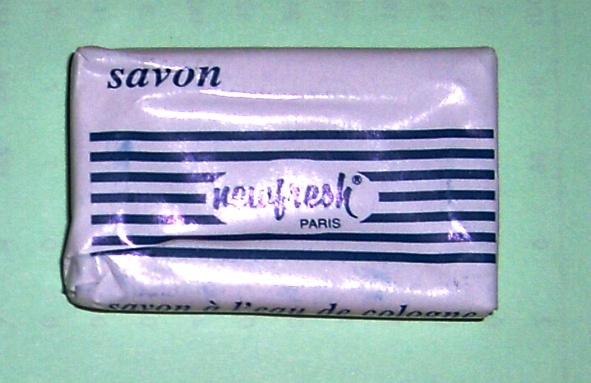 savon
newfresh®
PARIS
savon à l'eau de cologne